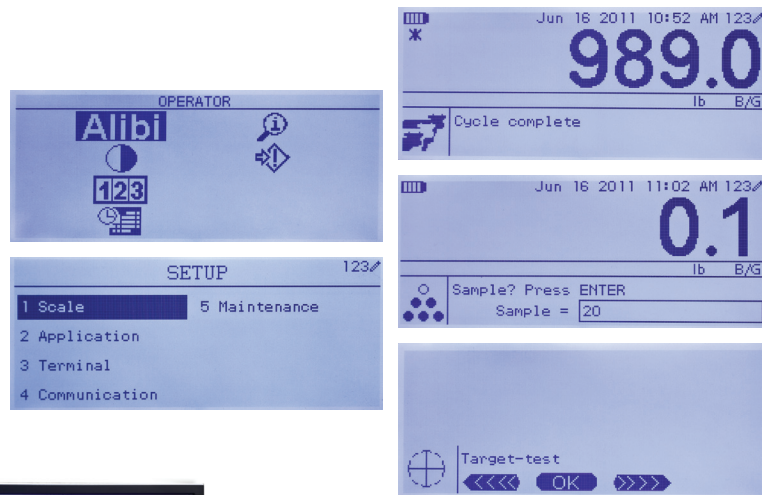 OPERATOR
Alibi
123
SETUP 123
1 Scale 5 Maintenance
2 Application
3 Terminal
4 Communication
Jun 16 2011 10:52 AM 123
989.0
lb B/G
Cycle complete
Jun 16 2011 11:02 AM 123
0.1
lb B/G
Sample? Press ENTER
Sample = 20
Target-test
<<<< OK >>>>